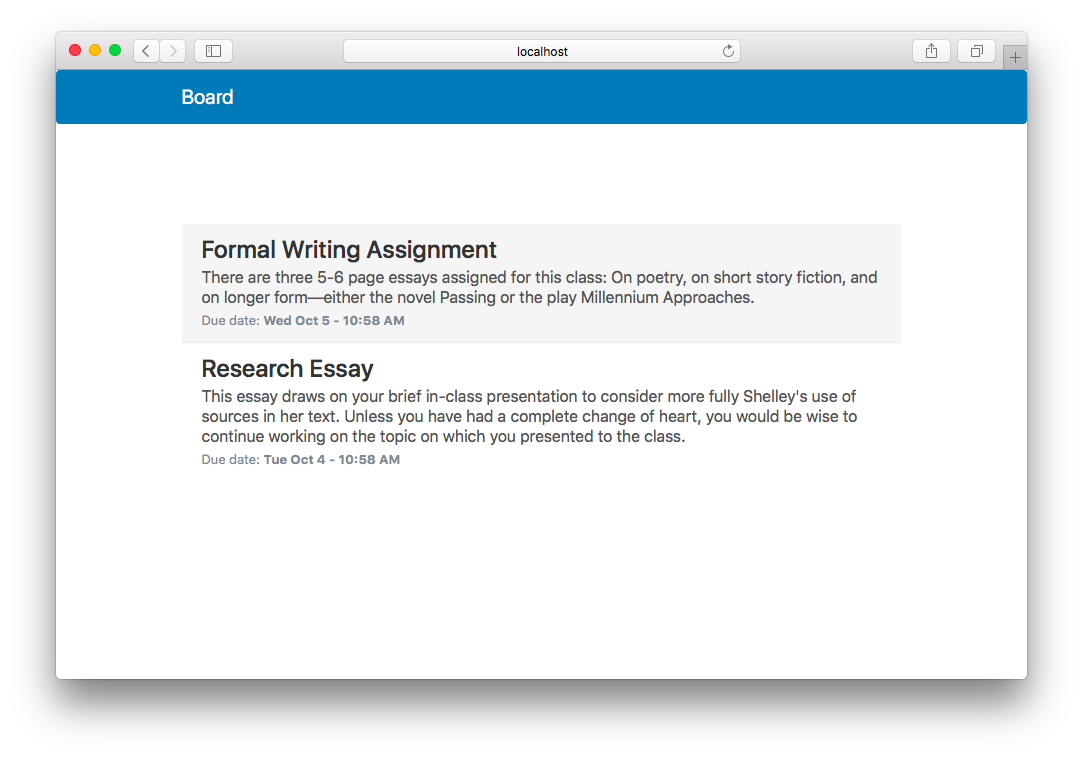 localhost
Board
Formal Writing Assignment
There are three 5-6 page essays assigned for this class: On poetry, on short story fiction, and
on longer form—either the novel Passing or the play Millennium Approaches.
Due date: Wed Oct 5 - 10:58 AM
Research Essay
This essay draws on your brief in-class presentation to consider more fully Shelley's use of
sources in her text. Unless you have had a complete change of heart, you would be wise to
continue working on the topic on which you presented to the class.
Due date: Tue Oct 4 - 10:58 AM